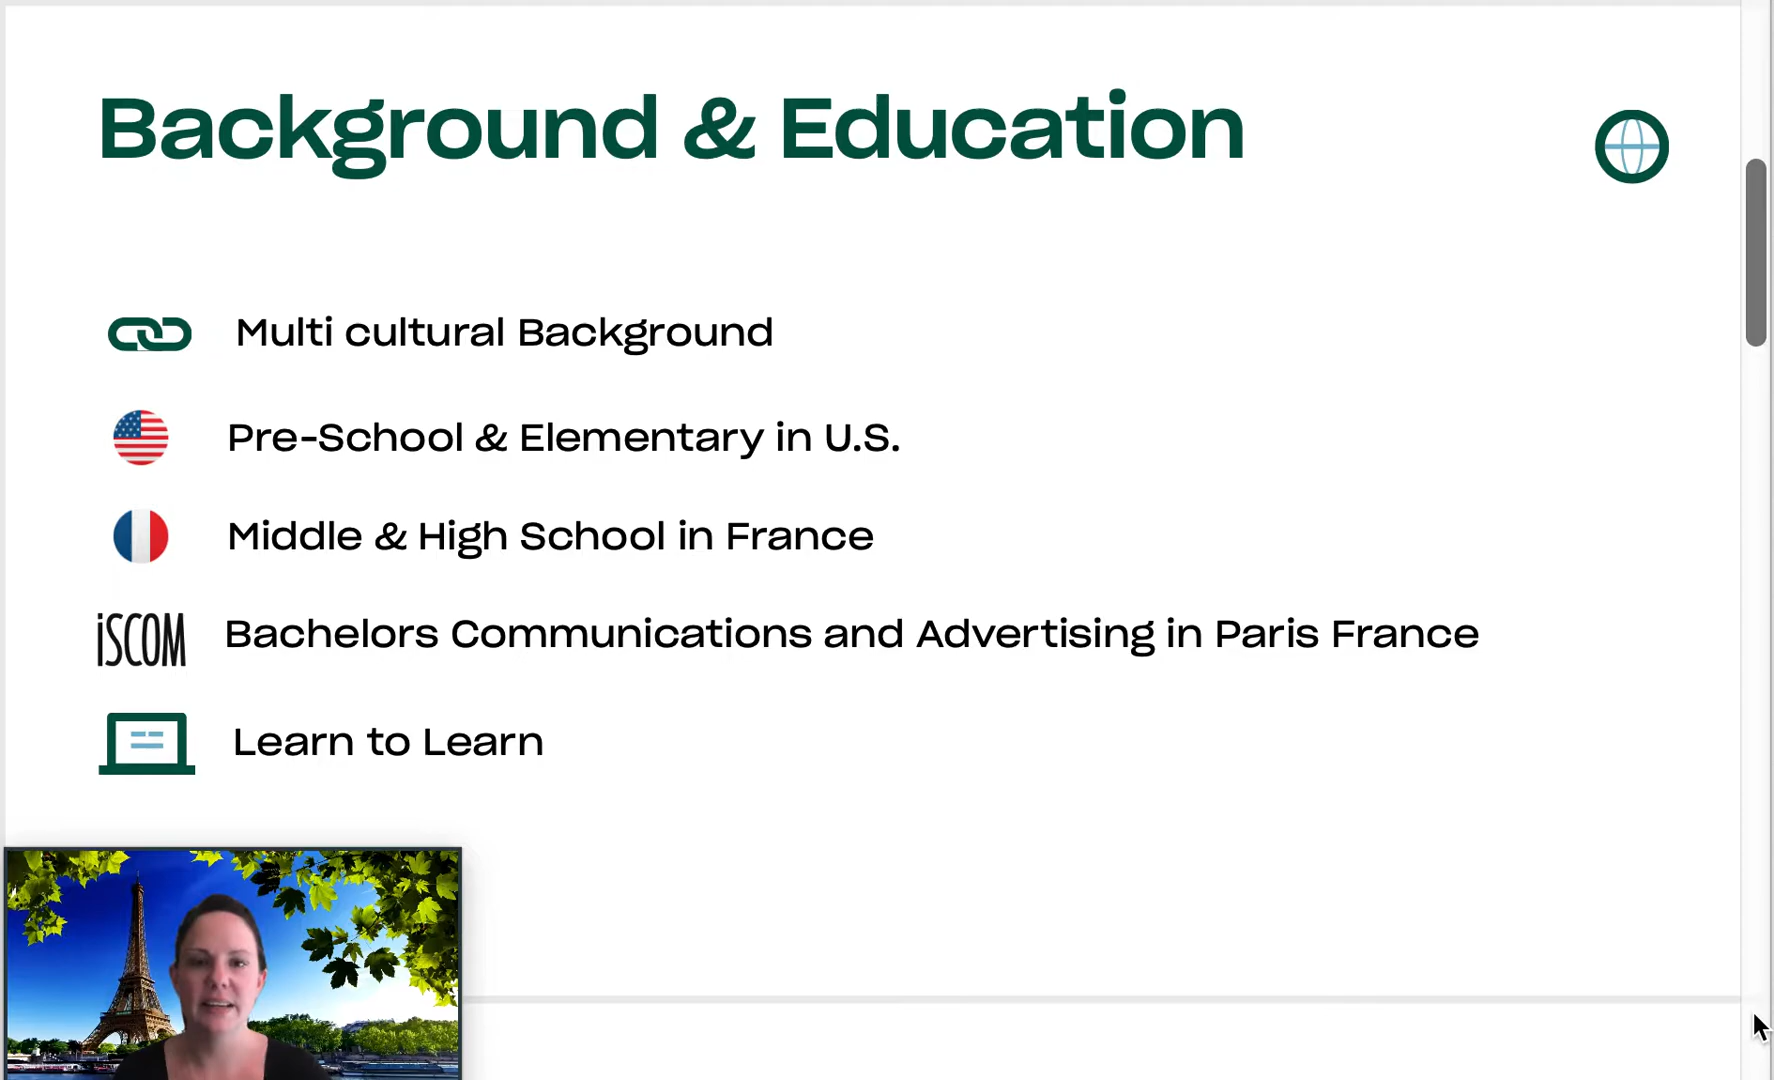 Background & Education
Multi cultural Background
Pre-School & Elementary in U.S.
Middle & High School in France
iSCOM Bachelors Communications and Advertising in Paris France
Learn to Learn